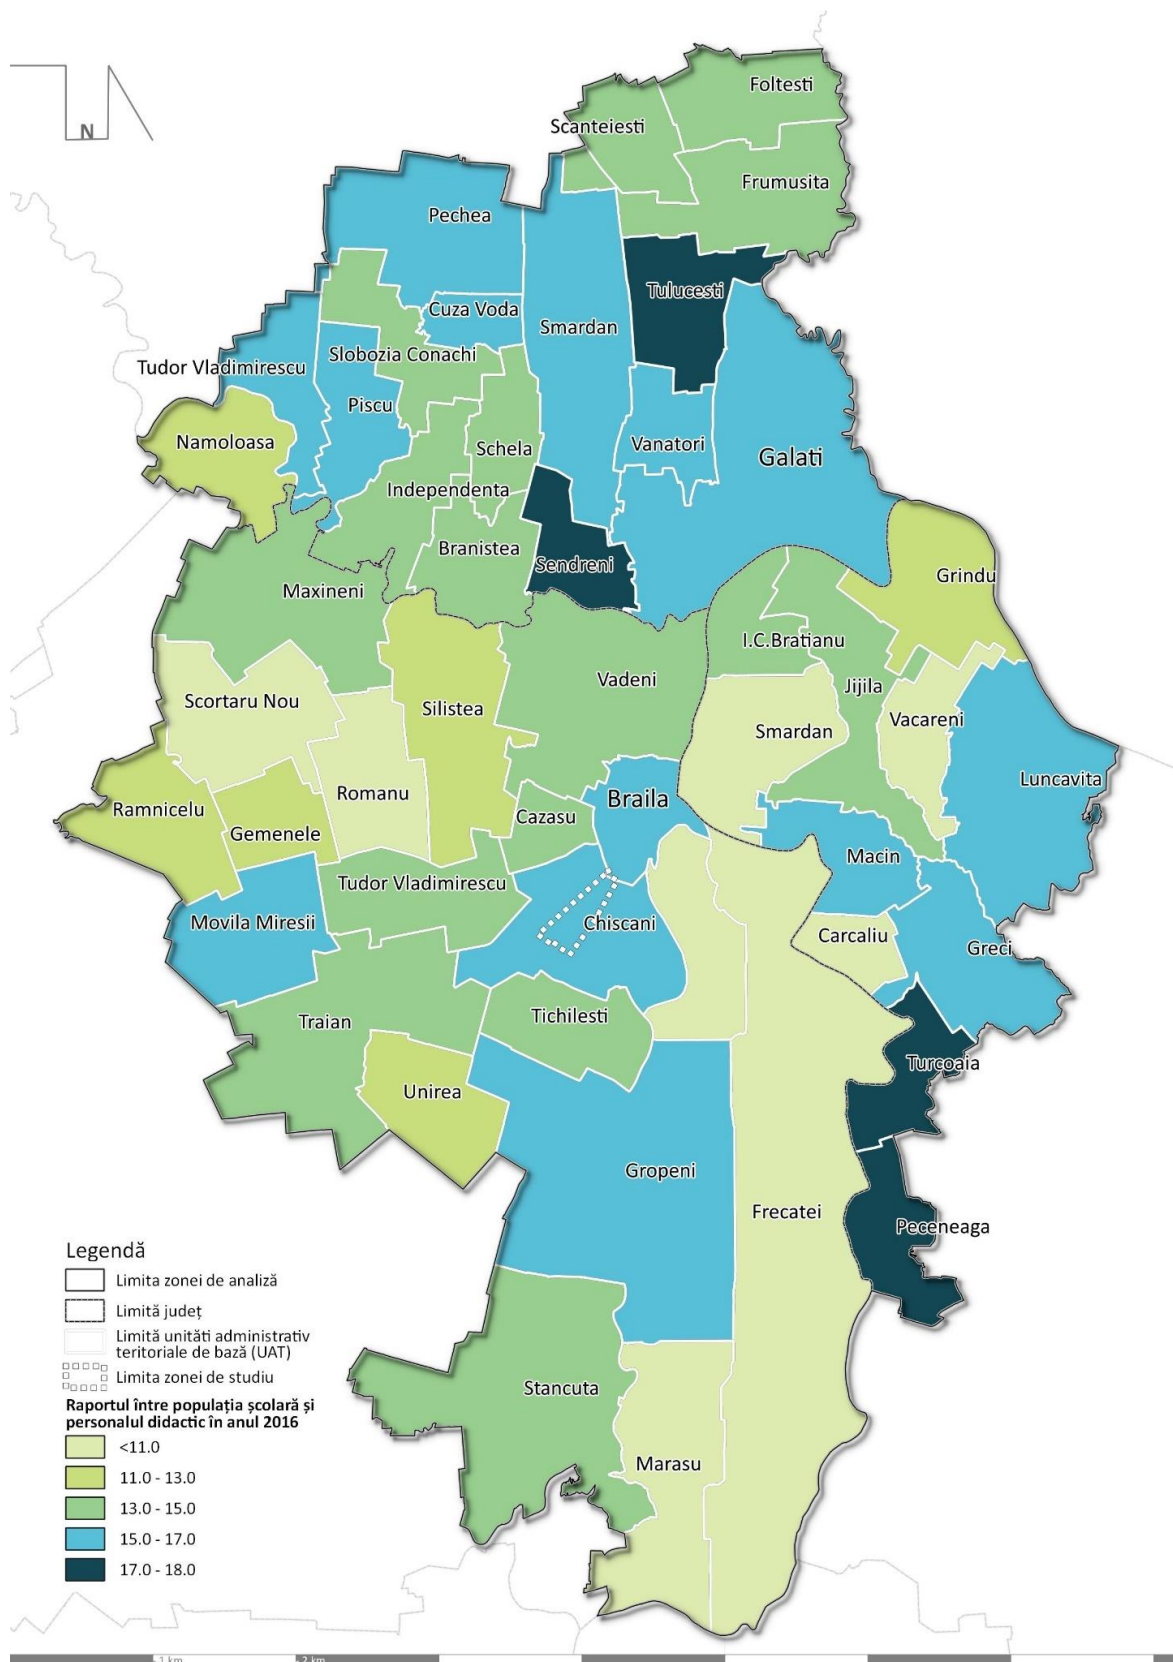 N
Foltesti
Scanteiesti
Frumusita
Pechea
Tulucesti
Cuza Voda
Smardan
Slobozia Conachi
Tudor Vladimirescu
Piscu
Namoloasa
Schela
Vanatori
Galati
Independenta
Branistea
Sendreni
Grindu
Maxineni
I.C.Bratianu
Vadeni
Jijila
Scortaru Nou
Silistea
Vacareni
Smardan
Luncavita
Romanu
Braila
Ramnicelu
Cazasu
Gemenele
Macin
Tudor Vladimirescu
Movila Miresii
Chiscani
Carcaliu
Greci
Traian
Tichilesti
Turcoaia
Unirea
Gropeni
Frecatei
Peceneaga
Stancuta
Marasu
Legendă
Limita zonei de analiză
Limită județ
Limită unităti administrativ
teritoriale de bază (UAT)
Limita zonei de studiu
Raportul între populația școlară și
personalul didactic în anul 2016
<11.0
11.0 - 13.0
13.0 - 15.0
15.0 - 17.0
17.0 - 18.0
1 km
2 km